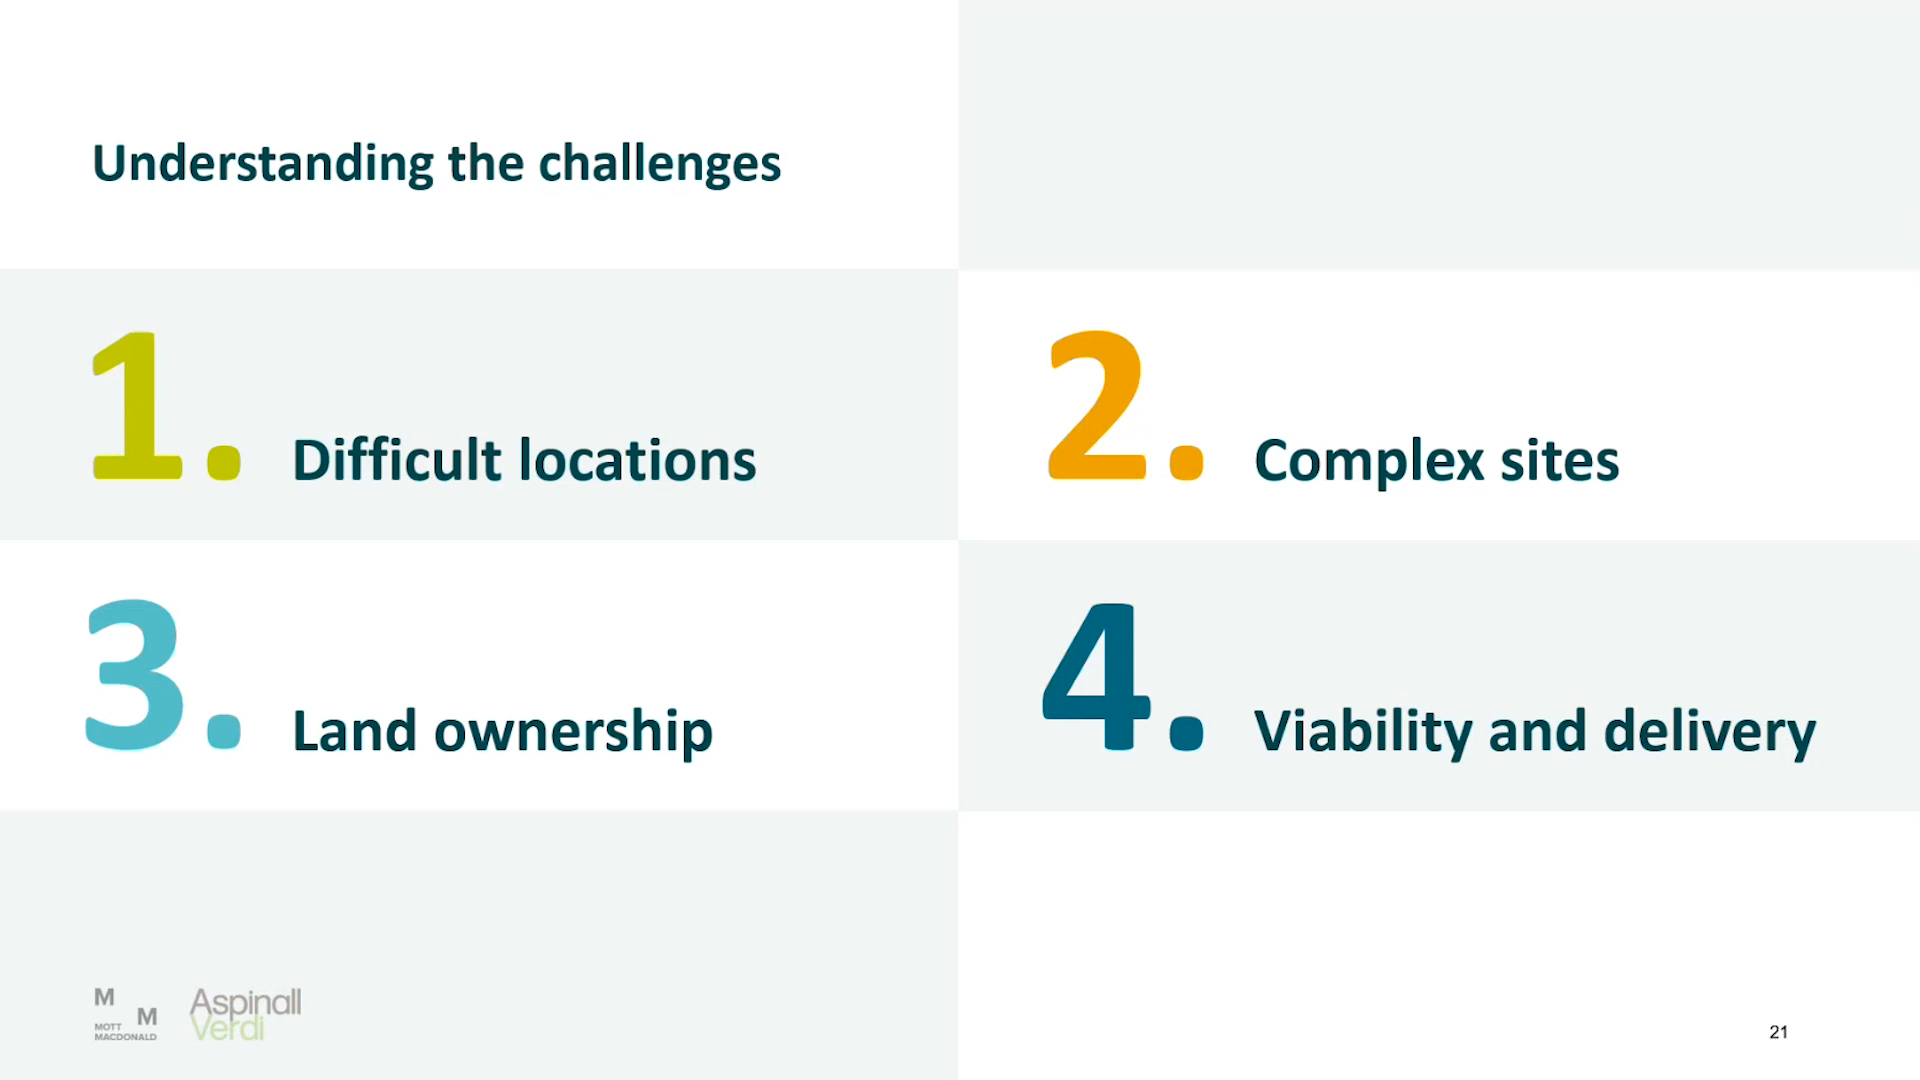 Understanding the challenges
1. Difficult locations
2. Complex sites
3. Land ownership
4. Viability and delivery
M
M
MOTT
MACDONALD
Aspinall
Verdi
21